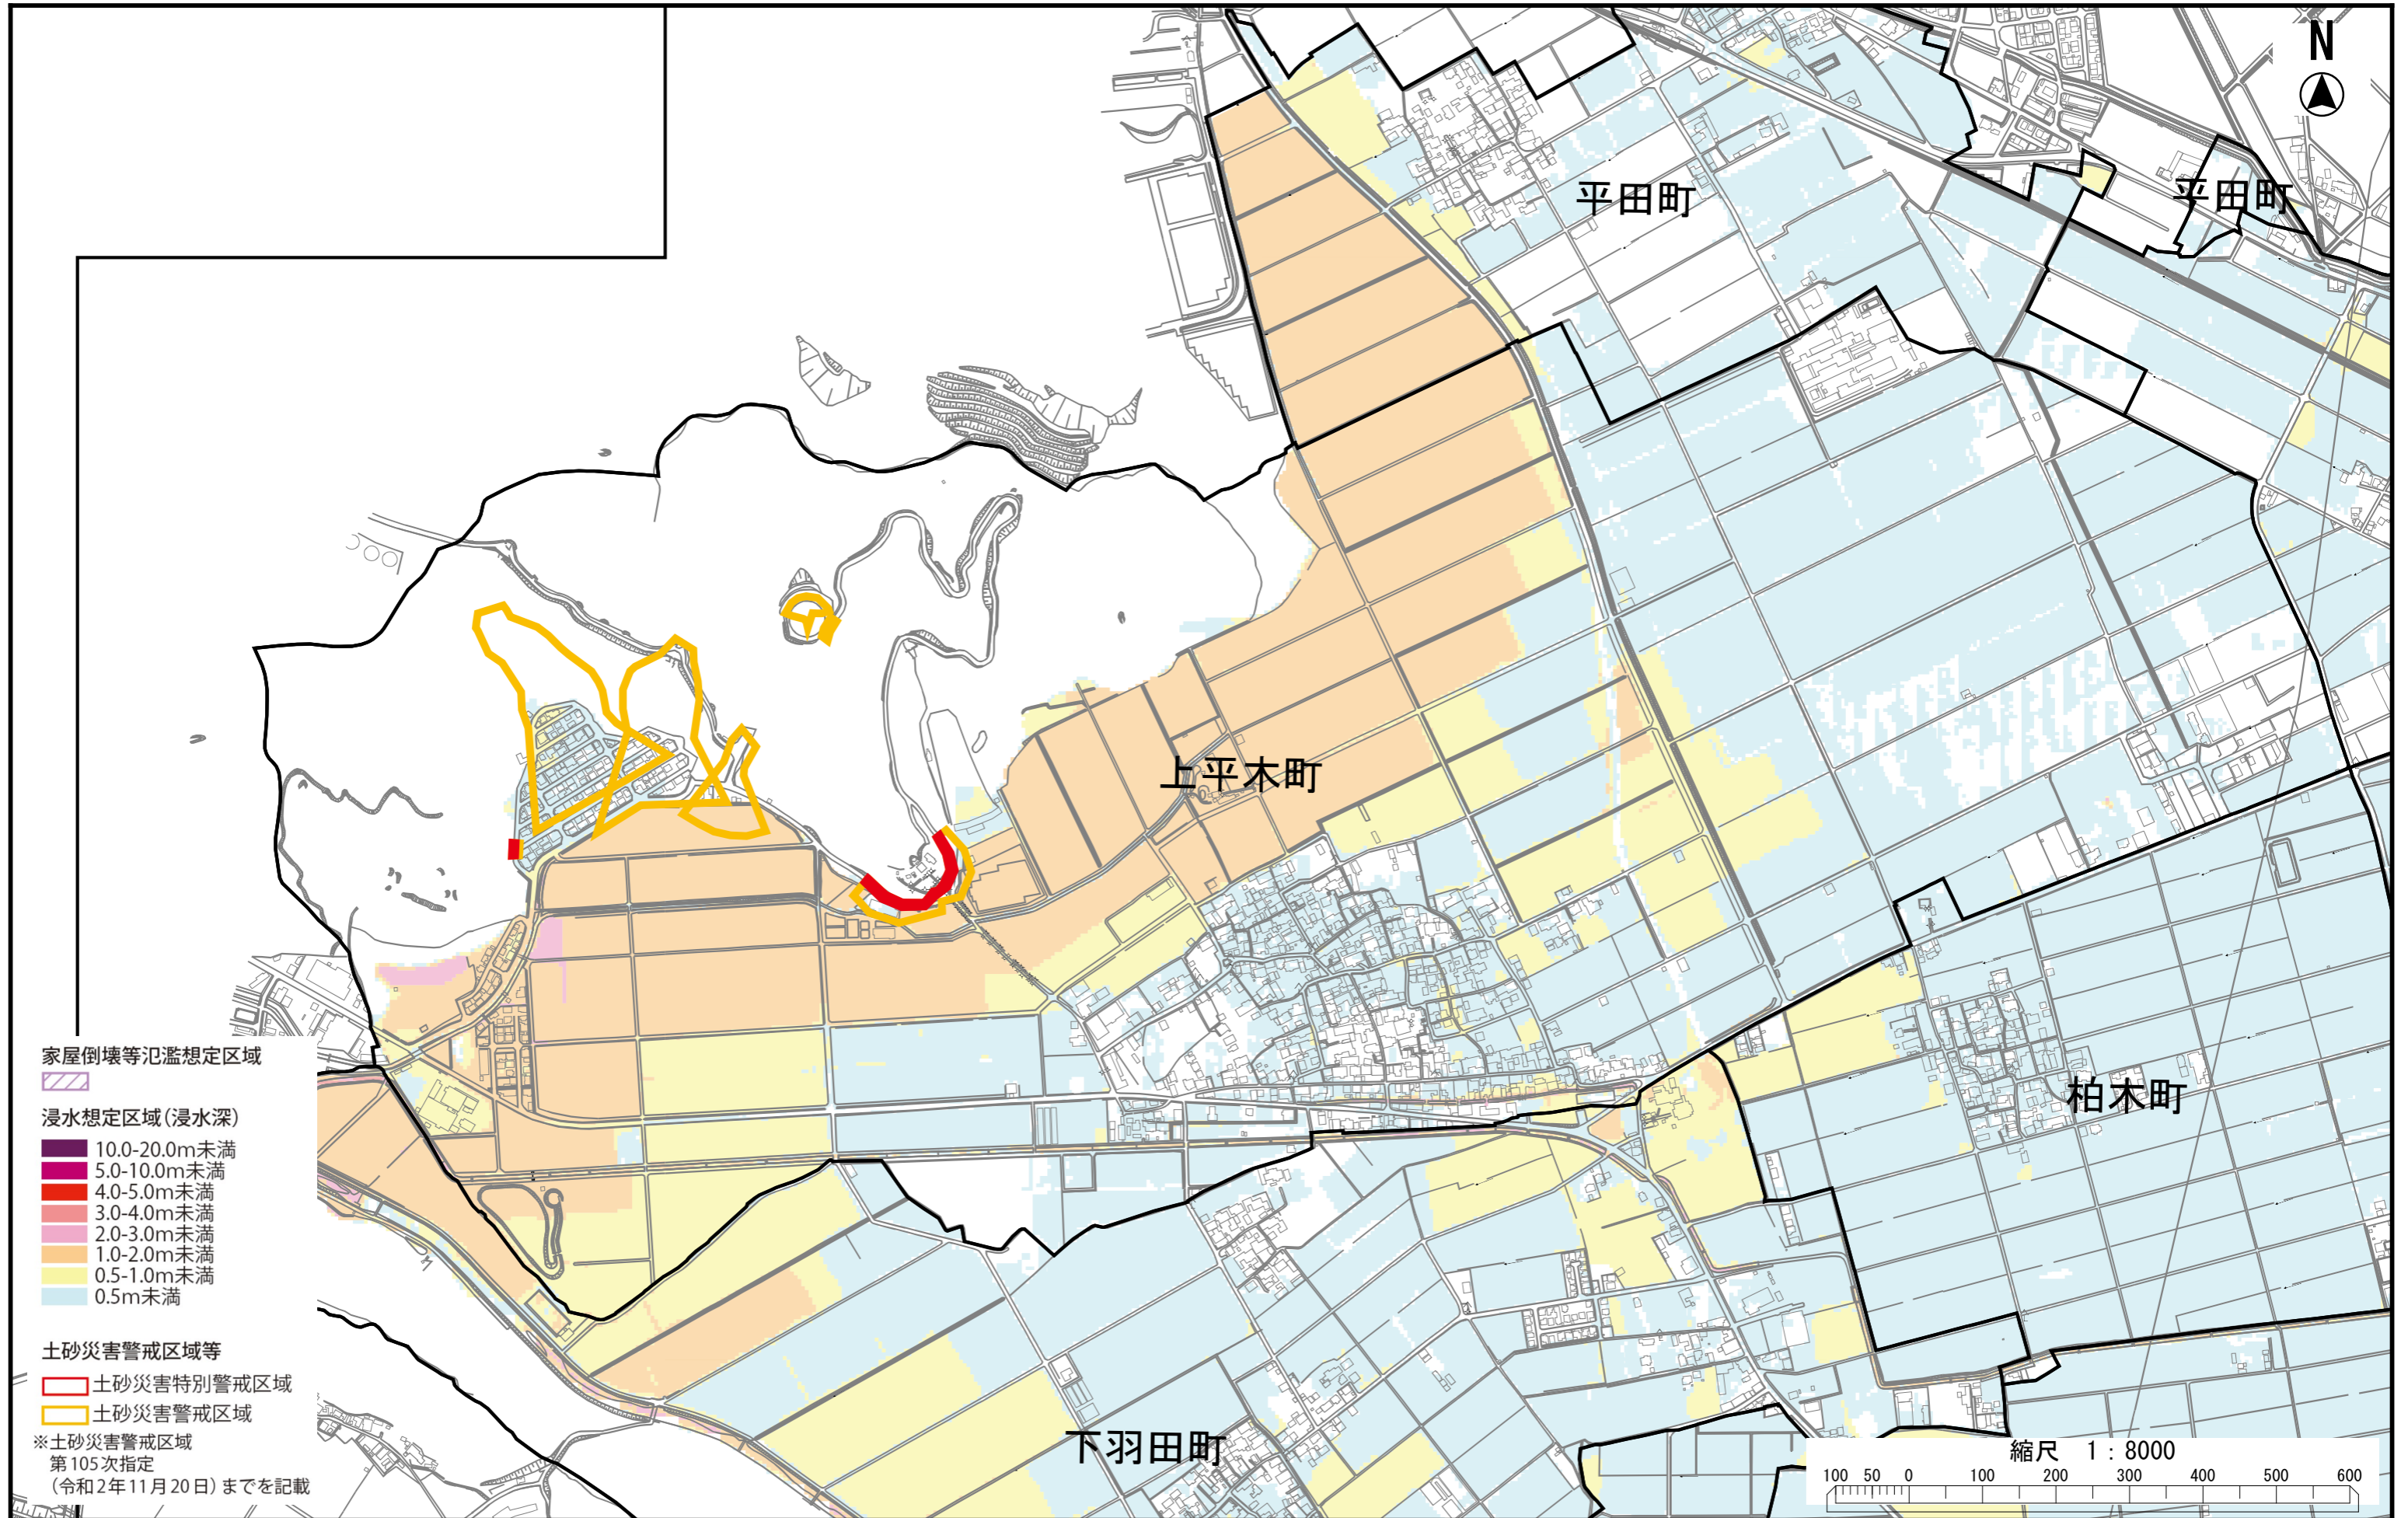 N
平田町
平田町
上平木町
柏木町
下羽田町
家屋倒壊等氾濫想定区域
浸水想定区域(浸水深)
10.0-20.0m未満
5.0-10.0m未満
4.0-5.0m未満
3.0-4.0m未満
2.0-3.0m未満
1.0-2.0m未満
0.5-1.0m未満
0.5m未満
土砂災害警戒区域等
土砂災害特別警戒区域
土砂災害警戒区域
※土砂災害警戒区域
第105次指定
(令和2年11月20日)までを記載
縮尺 1:8000
100 50 0 100 200 300 400 500 600